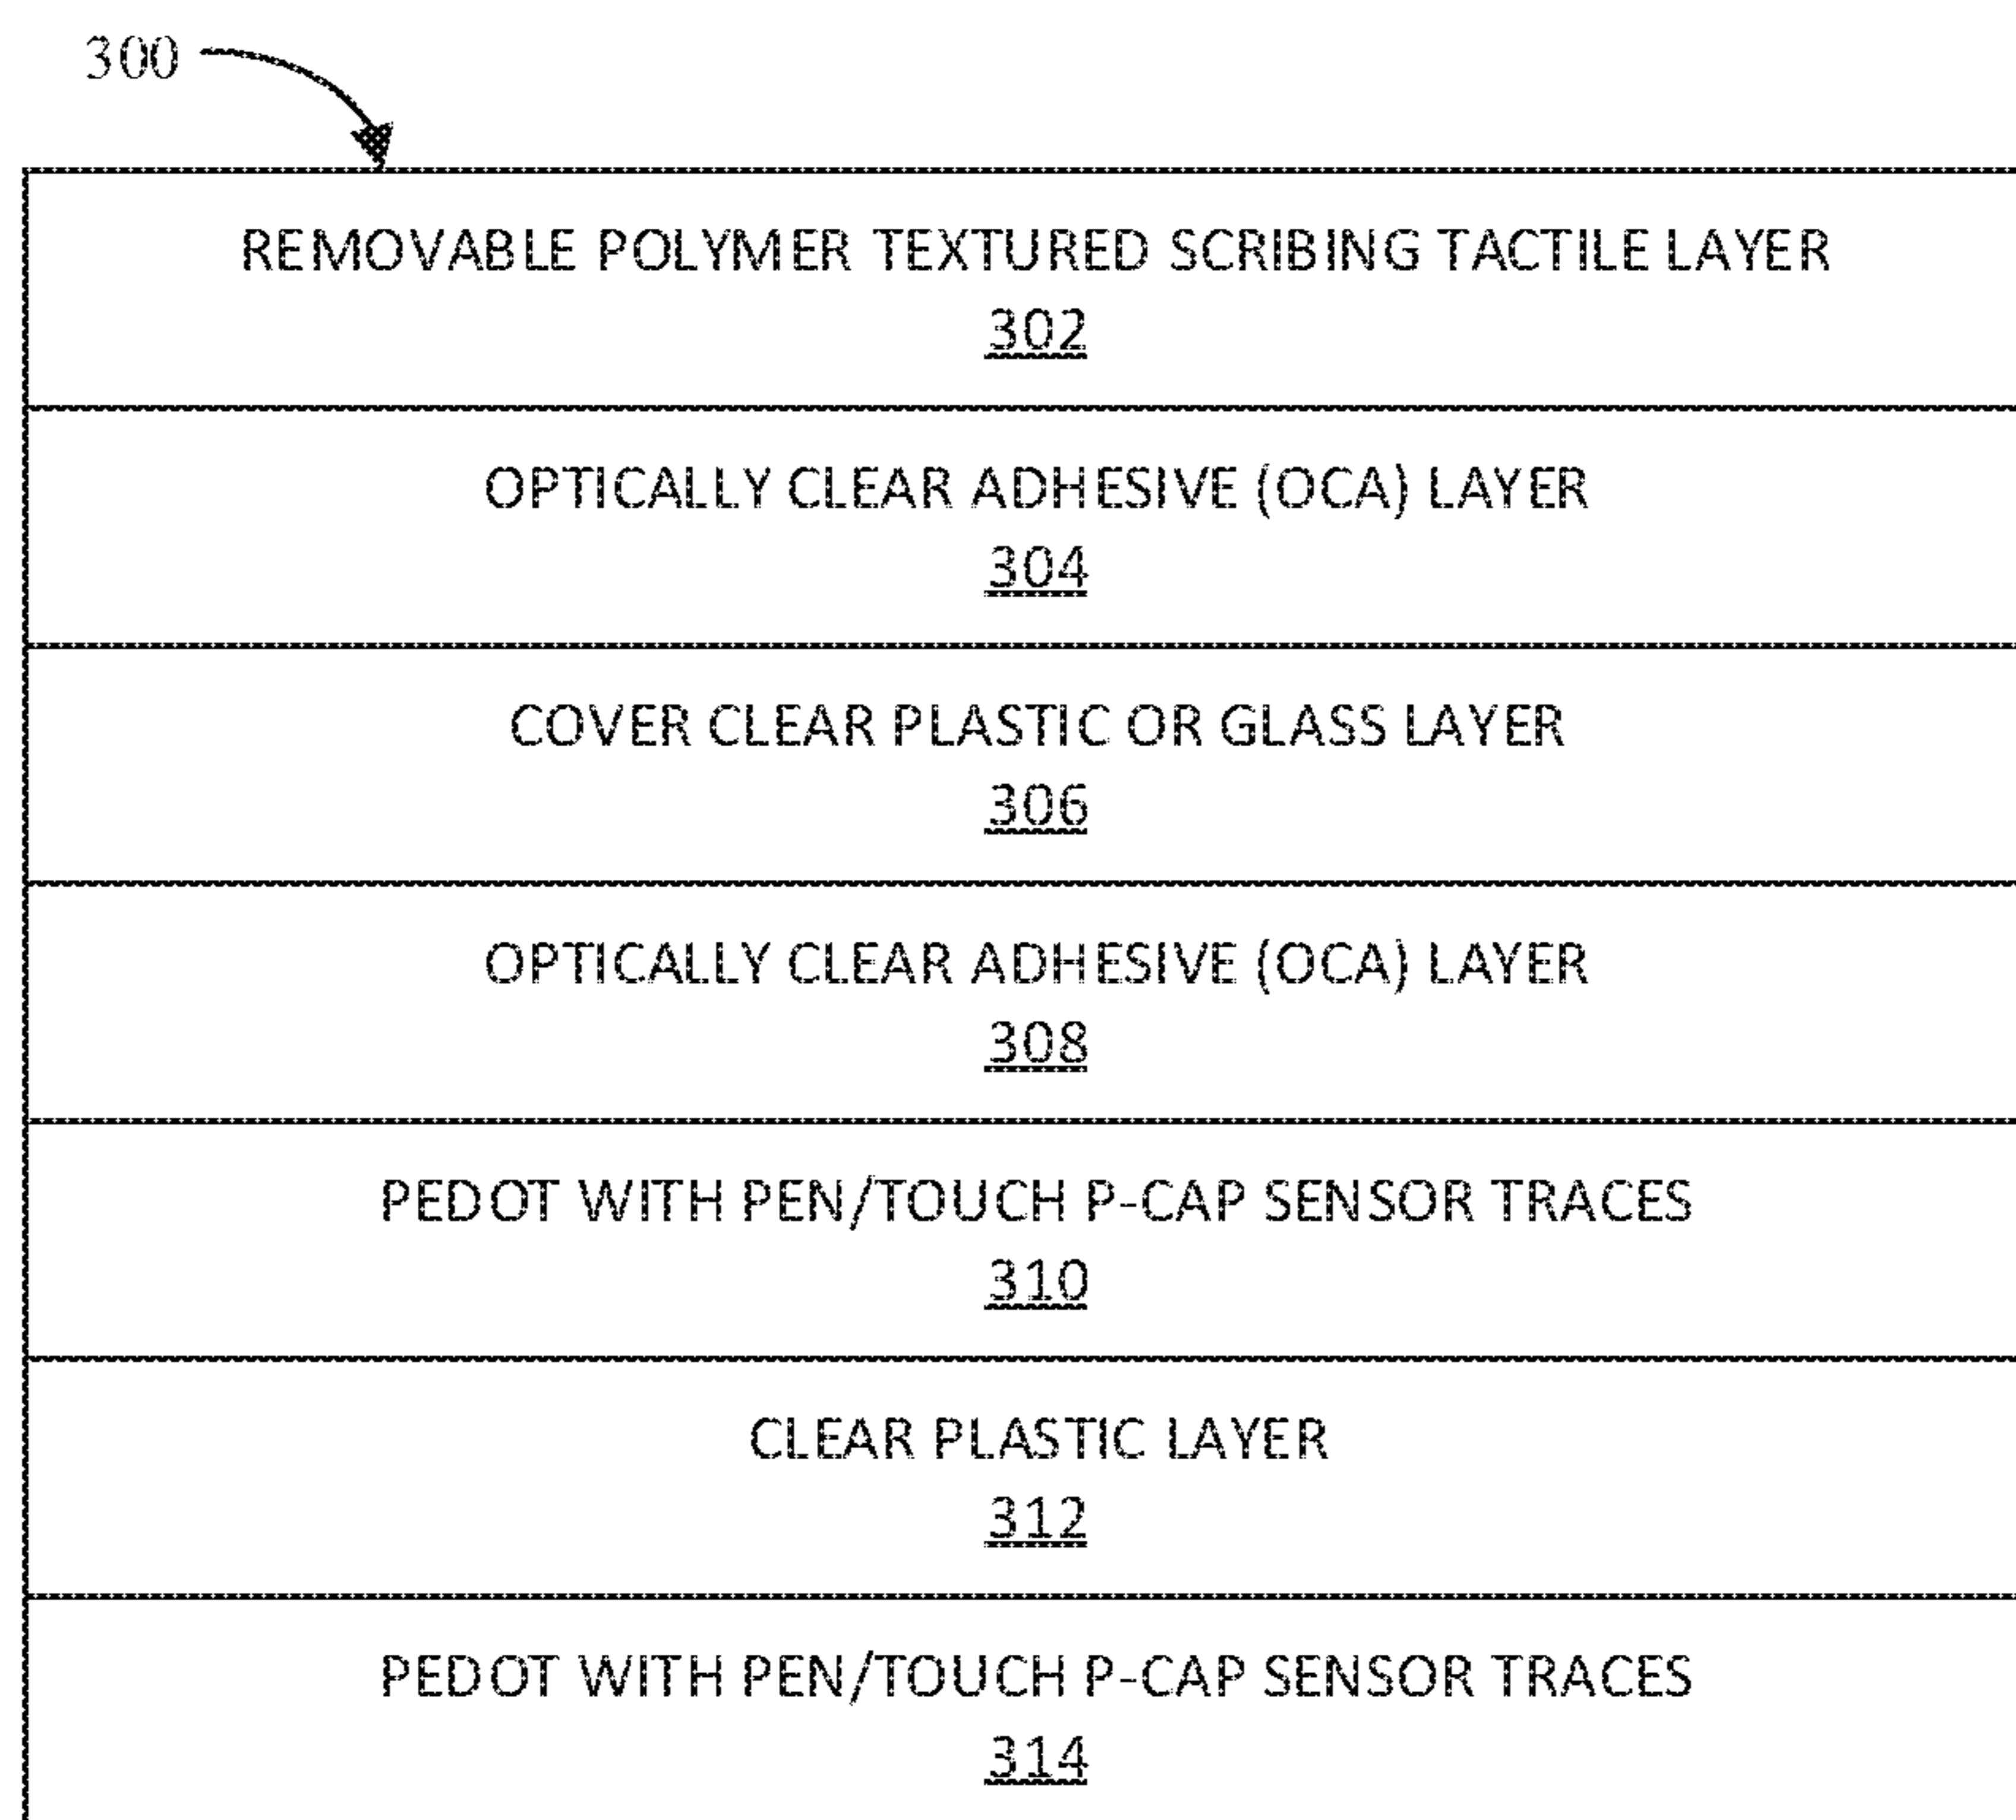 300
REMOVABLE POLYMER TEXTURED SCRIBING TACTILE LAYER
302
OPTICALLY CLEAR ADHESIVE (OCA) LAYER
304
COVER CLEAR PLASTIC OR GLASS LAYER
306
OPTICALLY CLEAR ADHESIVE (OCA) LAYER
308
PEDOT WITH PEN/TOUCH P-CAP SENSOR TRACES
310
CLEAR PLASTIC LAYER
312
PEDOT WITH PEN/TOUCH P-CAP SENSOR TRACES
314